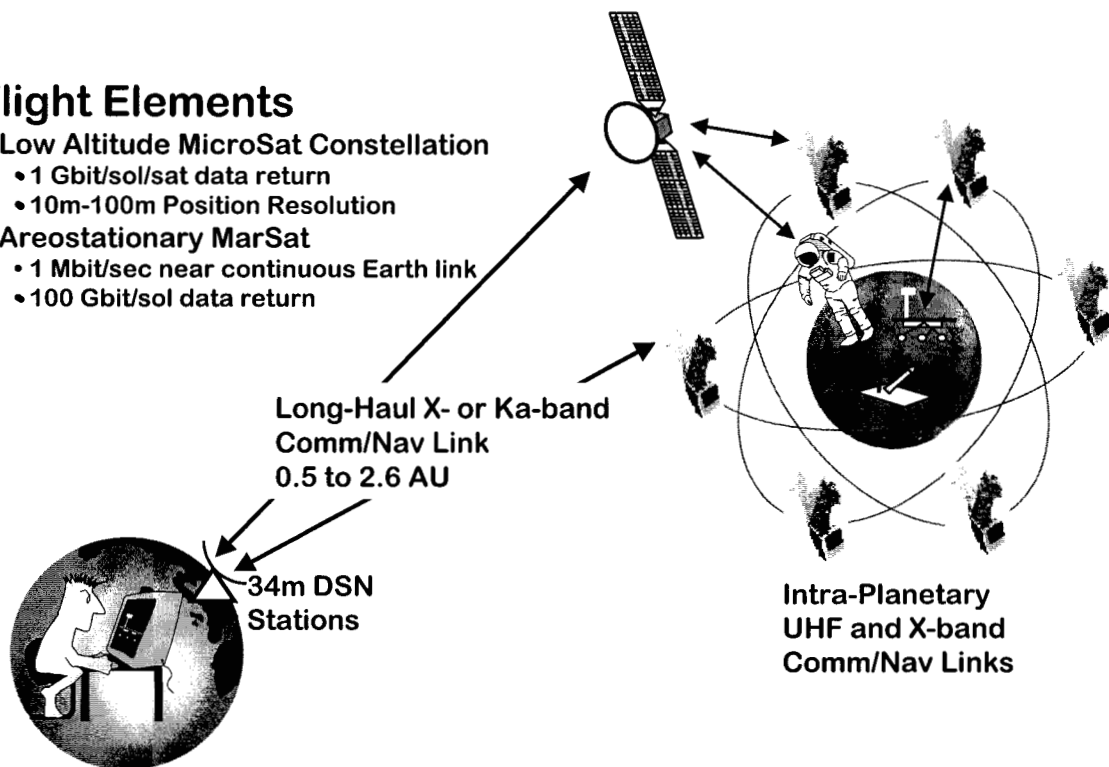 light Elements
Low Altitude MicroSat Constellation
• 1 Gbit/sol/sat data return
• 10m-100m Position Resolution
Areostationary MarSat
• 1 Mbit/sec near continuous Earth link
• 100 Gbit/sol data return
Long-Haul X- or Ka-band
Comm/Nav Link
0.5 to 2.6 AU
34m DSN
Stations
Intra-Planetary
UHF and X-band
Comm/Nav Links